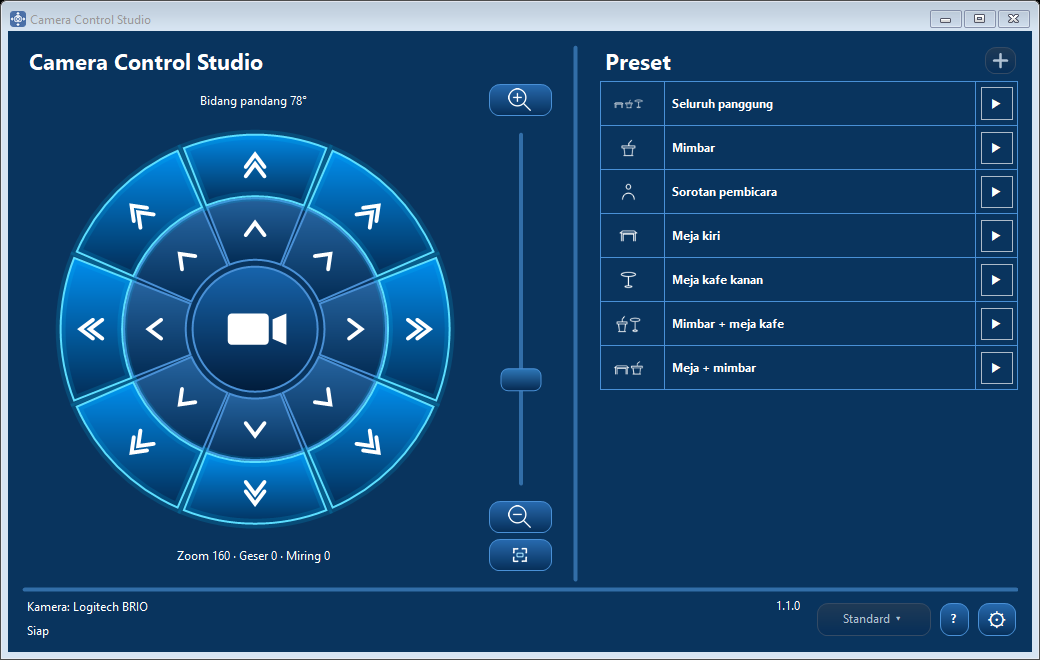 Camera Control Studio
Camera Control Studio
Bidang pandang 78°
Zoom 160 · Geser 0 · Miring 0
Preset
Seluruh panggung
Mimbar
Sorotan pembicara
Meja kiri
Meja kafe kanan
Mimbar + meja kafe
Meja + mimbar
Kamera: Logitech BRIO
Siap
1.1.0
Standard
?